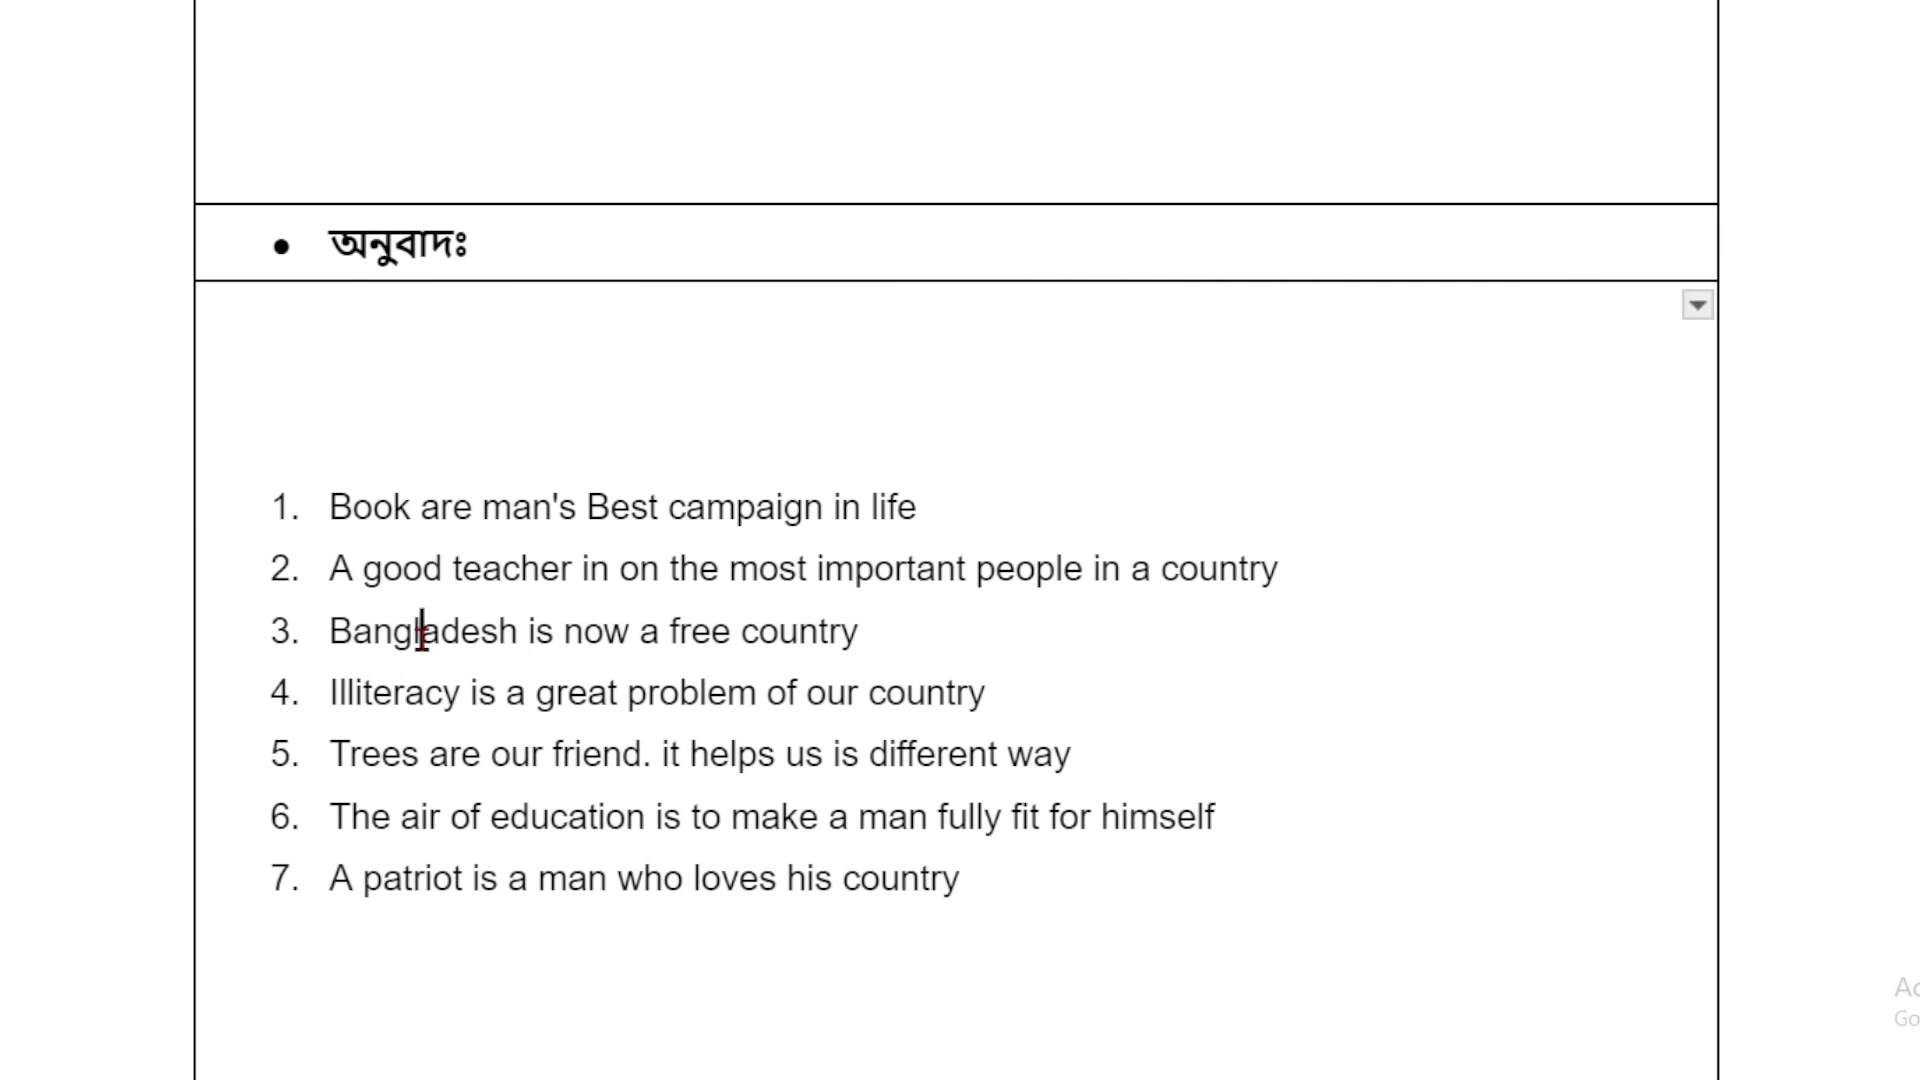 • অনুবাদঃ
1. Book are man's Best campaign in life
2. A good teacher in on the most important people in a country
3. Bangladesh is now a free country
4. Illiteracy is a great problem of our country
5. Trees are our friend. it helps us is different way
6. The air of education is to make a man fully fit for himself
7. A patriot is a man who loves his country